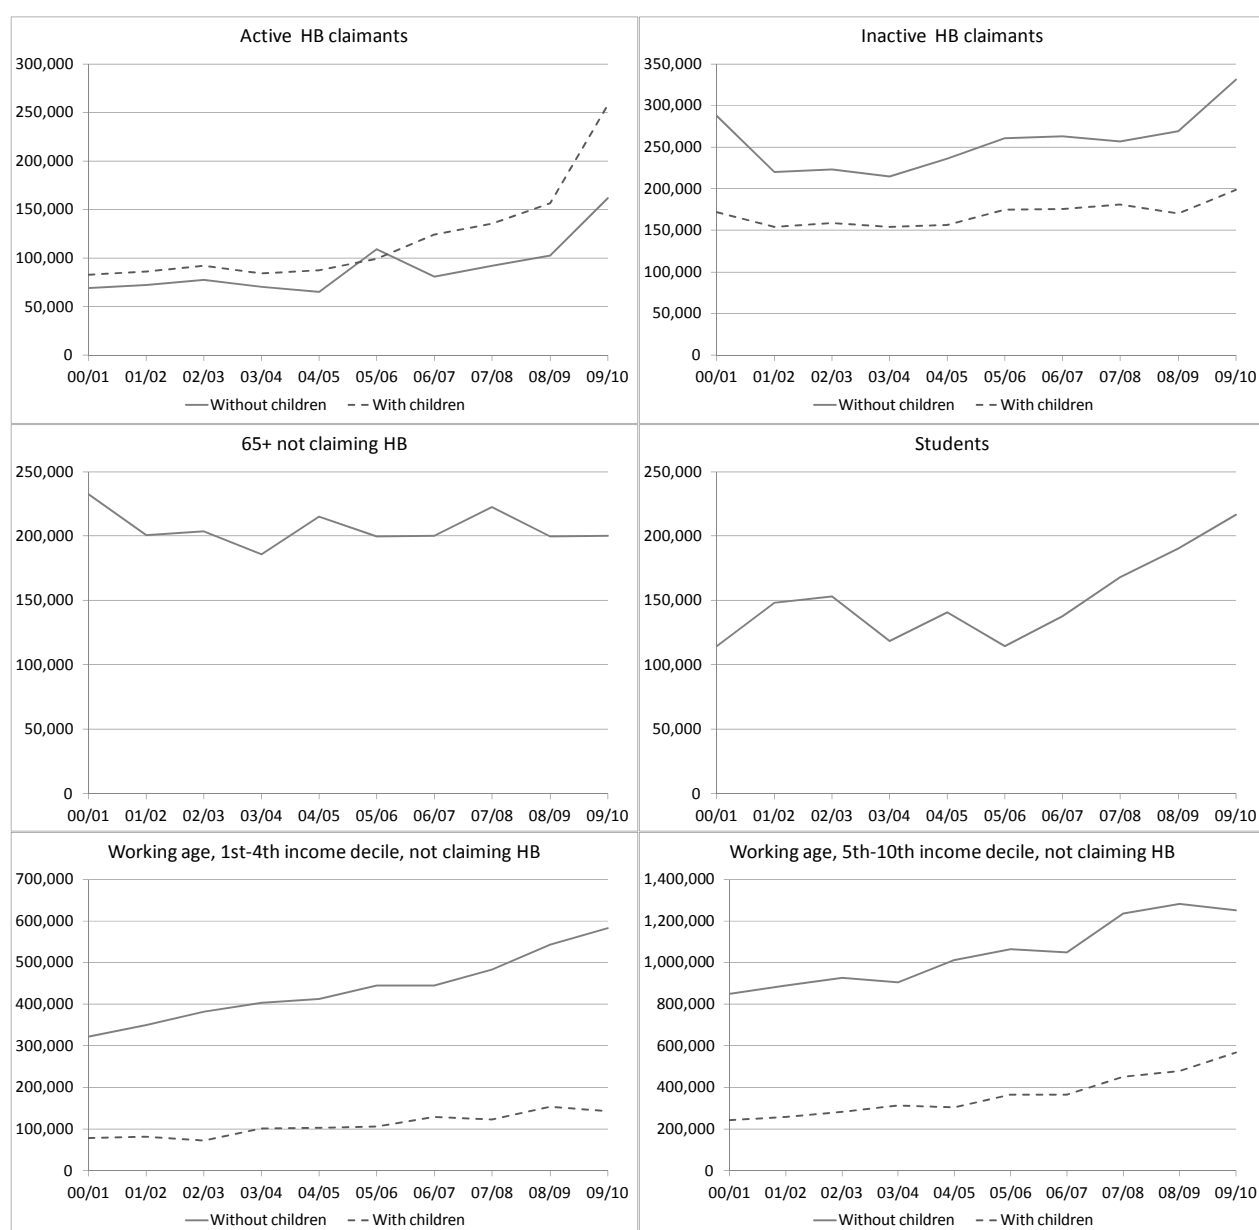 Active HB claimants
300,000
250,000
200,000
150,000
100,000
50,000
0
00/01 01/02 02/03 03/04 04/05 05/06 06/07 07/08 08/09 09/10
Without children With children
Inactive HB claimants
350,000
300,000
250,000
200,000
150,000
100,000
50,000
0
00/01 01/02 02/03 03/04 04/05 05/06 06/07 07/08 08/09 09/10
Without children With children
65+ not claiming HB
250,000
200,000
150,000
100,000
50,000
0
00/01 01/02 02/03 03/04 04/05 05/06 06/07 07/08 08/09 09/10
Students
250,000
200,000
150,000
100,000
50,000
0
00/01 01/02 02/03 03/04 04/05 05/06 06/07 07/08 08/09 09/10
Working age, 1st-4th income decile, not claiming HB
700,000
600,000
500,000
400,000
300,000
200,000
100,000
0
00/01 01/02 02/03 03/04 04/05 05/06 06/07 07/08 08/09 09/10
Without children With children
Working age, 5th-10th income decile, not claiming HB
1,400,000
1,200,000
1,000,000
800,000
600,000
400,000
200,000
0
00/01 01/02 02/03 03/04 04/05 05/06 06/07 07/08 08/09 09/10
Without children With children